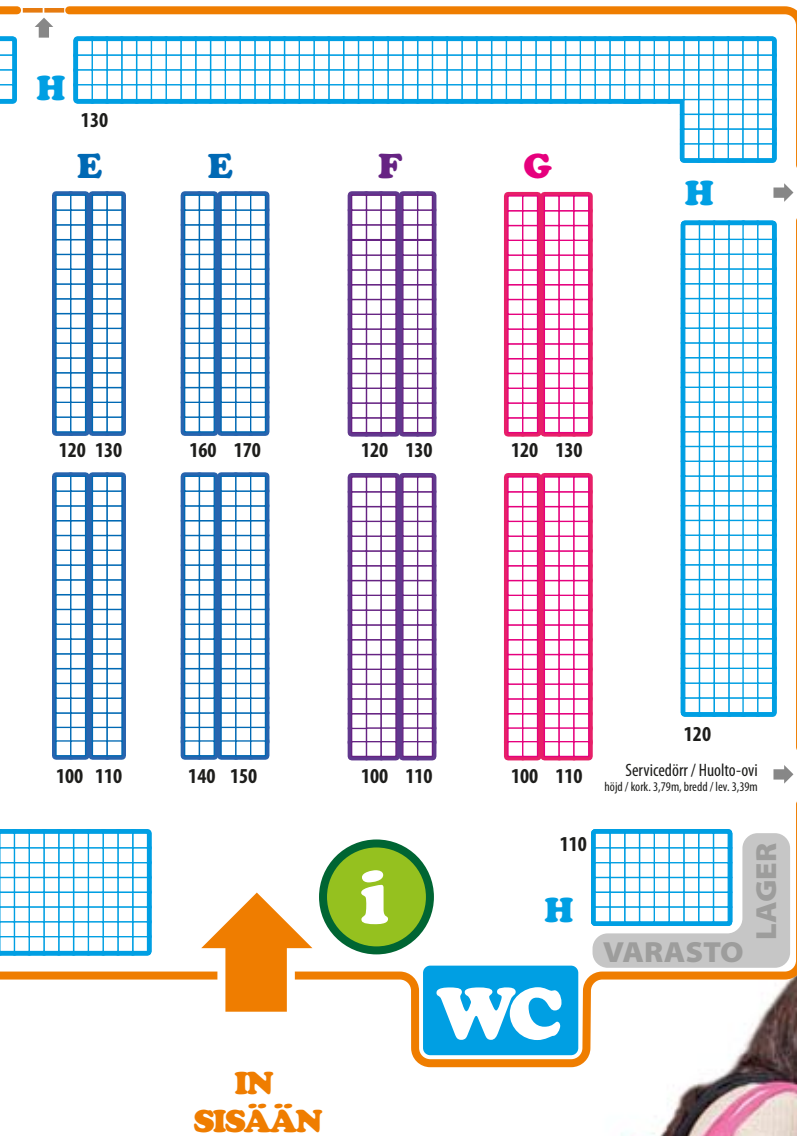 H
130
E E F G
H
120 130 160 170 120 130 120 130
120
100 110 140 150 100 110 100 110
Servicedörr / Huolto-ovi
höjd / kork. 3,79m, bredd / lev. 3,39m
110
i
H
LAGER
VARASTO
WC
IN
SISÄÄN